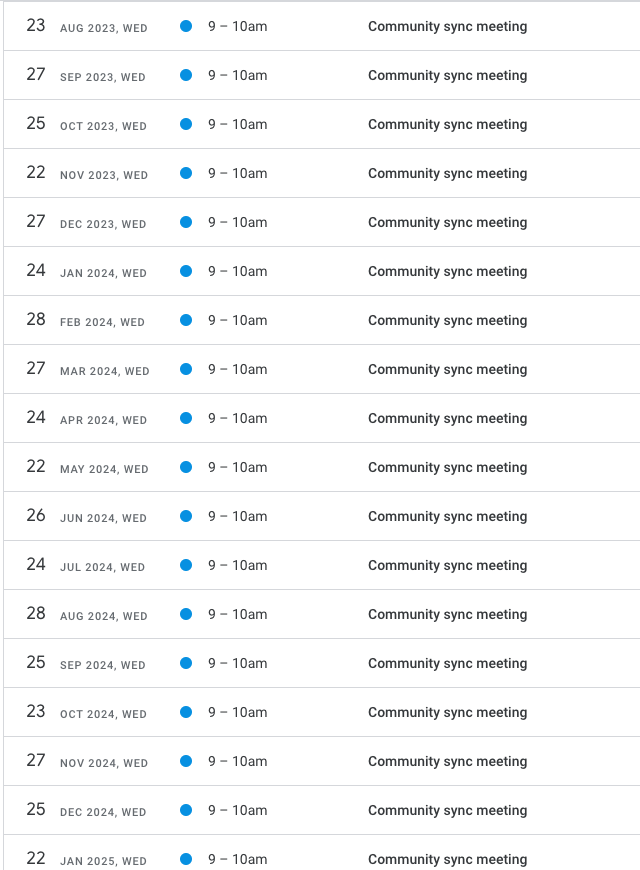 23 AUG 2023, WED 9 – 10am Community sync meeting
27 SEP 2023, WED 9 – 10am Community sync meeting
25 OCT 2023, WED 9 – 10am Community sync meeting
22 NOV 2023, WED 9 – 10am Community sync meeting
27 DEC 2023, WED 9 – 10am Community sync meeting
24 JAN 2024, WED 9 – 10am Community sync meeting
28 FEB 2024, WED 9 – 10am Community sync meeting
27 MAR 2024, WED 9 – 10am Community sync meeting
24 APR 2024, WED 9 – 10am Community sync meeting
22 MAY 2024, WED 9 – 10am Community sync meeting
26 JUN 2024, WED 9 – 10am Community sync meeting
24 JUL 2024, WED 9 – 10am Community sync meeting
28 AUG 2024, WED 9 – 10am Community sync meeting
25 SEP 2024, WED 9 – 10am Community sync meeting
23 OCT 2024, WED 9 – 10am Community sync meeting
27 NOV 2024, WED 9 – 10am Community sync meeting
25 DEC 2024, WED 9 – 10am Community sync meeting
22 JAN 2025, WED 9 – 10am Community sync meeting